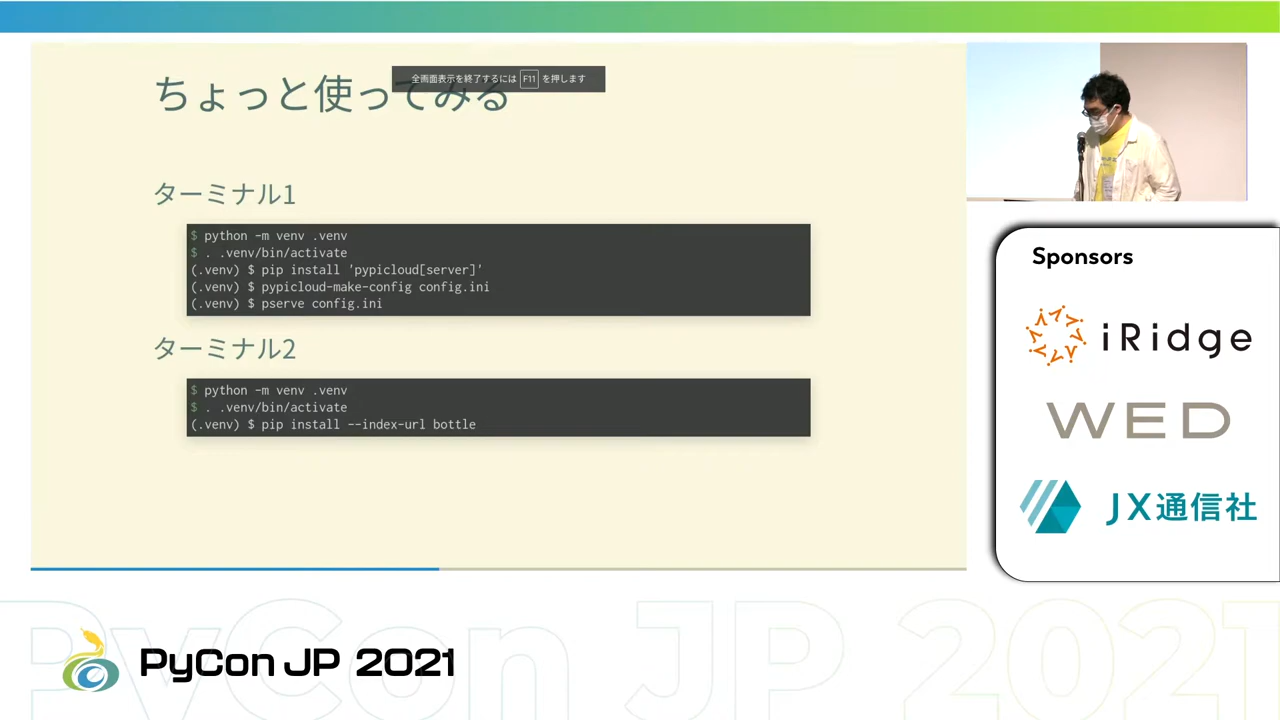 ちょっと使ってみる
全画面表示を終了するには F11 を押します
ターミナル1
$ python -m venv .venv
$ . .venv/bin/activate
(.venv) $ pip install 'pypicloud[server]'
(.venv) $ pypicloud-make-config config.ini
(.venv) $ pserve config.ini
ターミナル2
$ python -m venv .venv
$ . .venv/bin/activate
(.venv) $ pip install --index-url bottle
Sponsors
iRidge
WED
JX通信社
PyCon JP 2021
PyCon JP 2021